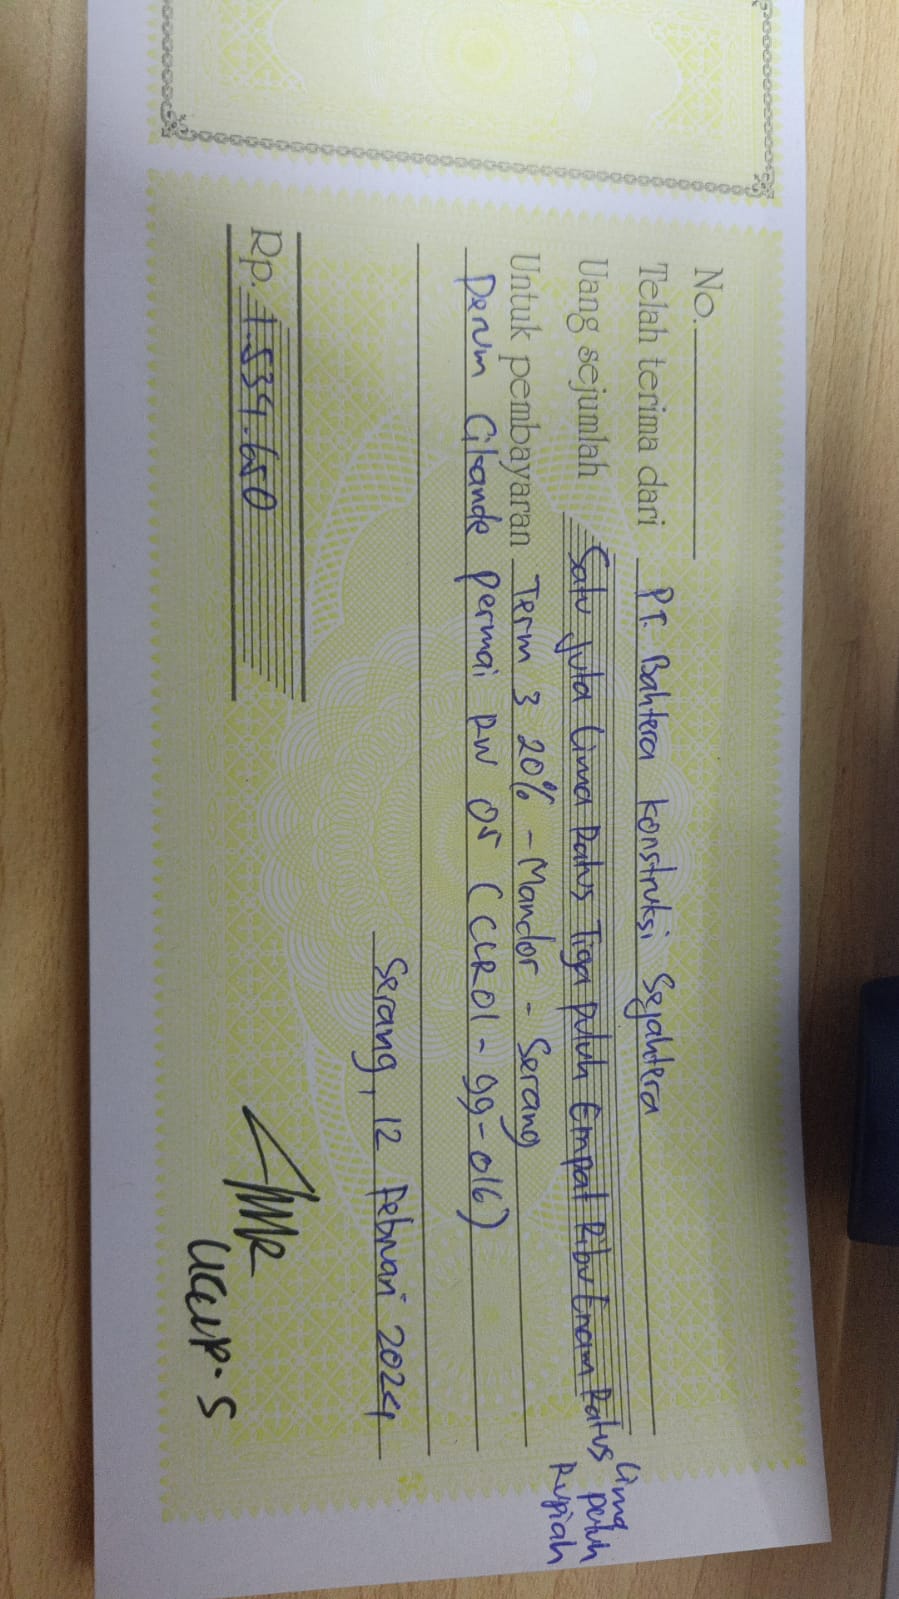 No.
Telah terima dari PT. Bahtera konstruksi Sejahtera
Uang sejumlah Satu juta Lima Ratus Tiga puluh Empat Ribu Enam Ratus Lima puluh Rupiah
Untuk pembayaran Term 3 20% - Mandor - Serang
Perum Cikande permai RW 05 (CCR01-99-016)
Serang, 12 Februari 2024
Rp. 1.534.650
UCUP. S